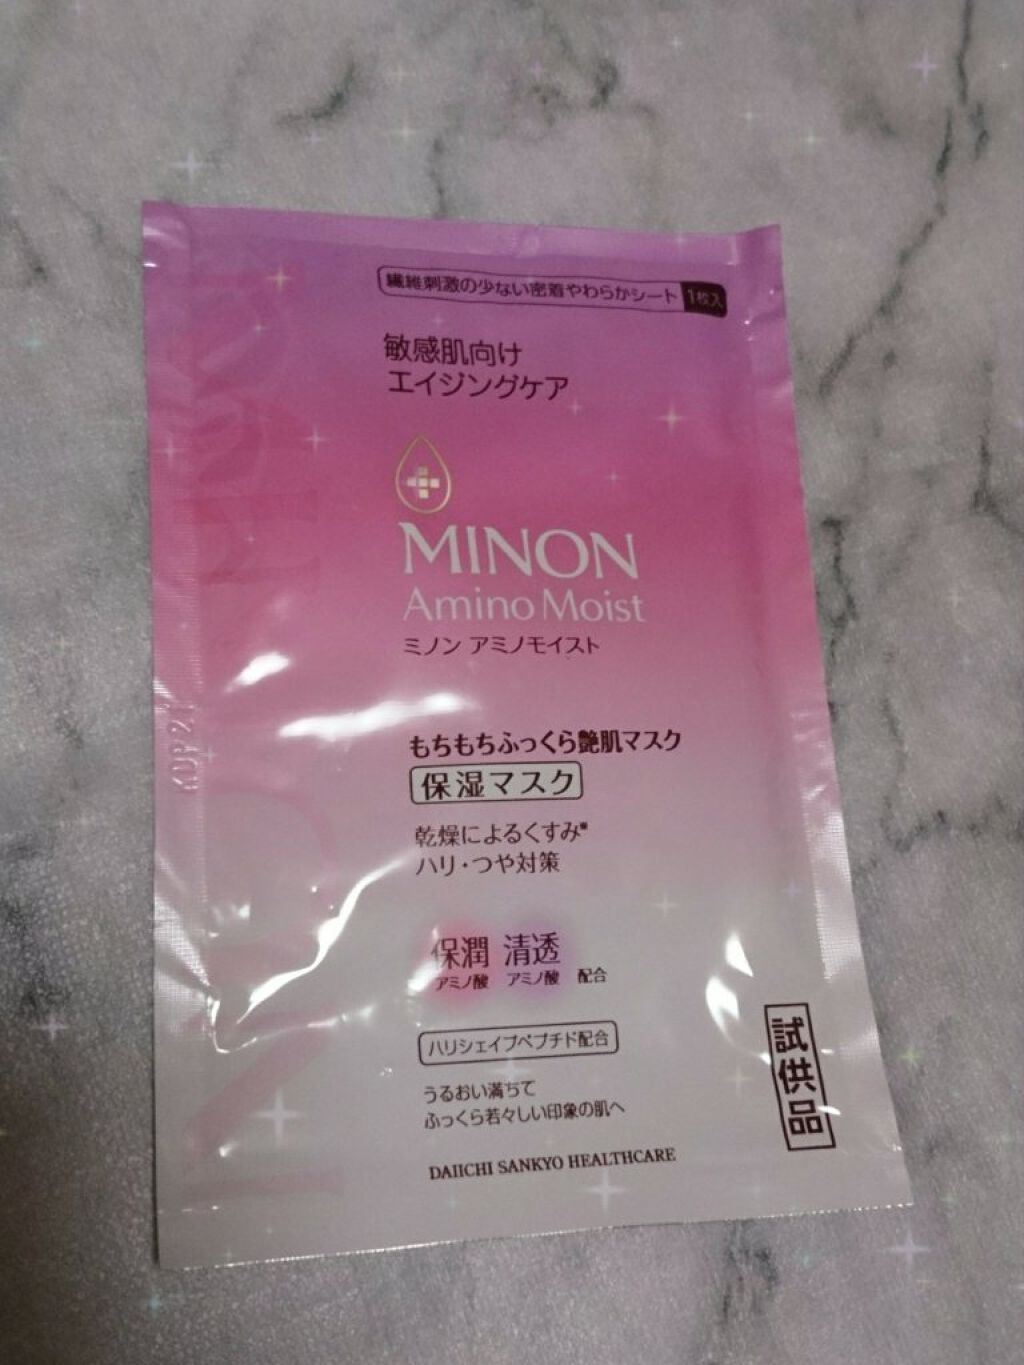 繊維刺激の少ない密着やわらかシート 1枚入
敏感肌向け
エイジングケア
MINON
Amino Moist
ミノン アミノモイスト
もちもちふっくら艶肌マスク
保湿マスク
乾燥によるくすみ※
ハリ・つや対策
保潤 清透
アミノ酸 アミノ酸 配合
ハリシェイプペプチド配合
うるおい満ちて
ふっくら若々しい印象の肌へ
DAIICHI SANKYO HEALTHCARE
試供品